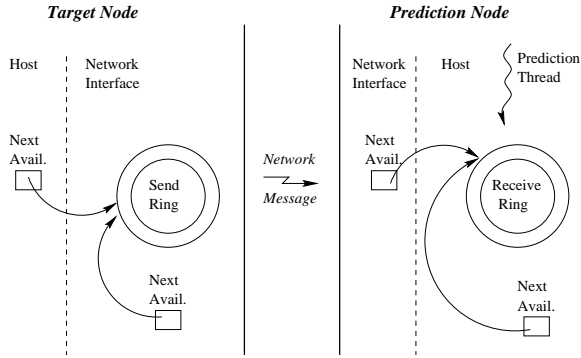 Target Node
Prediction Node
Host
Network
Interface
Network
Interface
Host
Prediction
Thread
Next
Avail.
Send
Ring
Next
Avail.
Network
Message
Next
Avail.
Receive
Ring
Next
Avail.